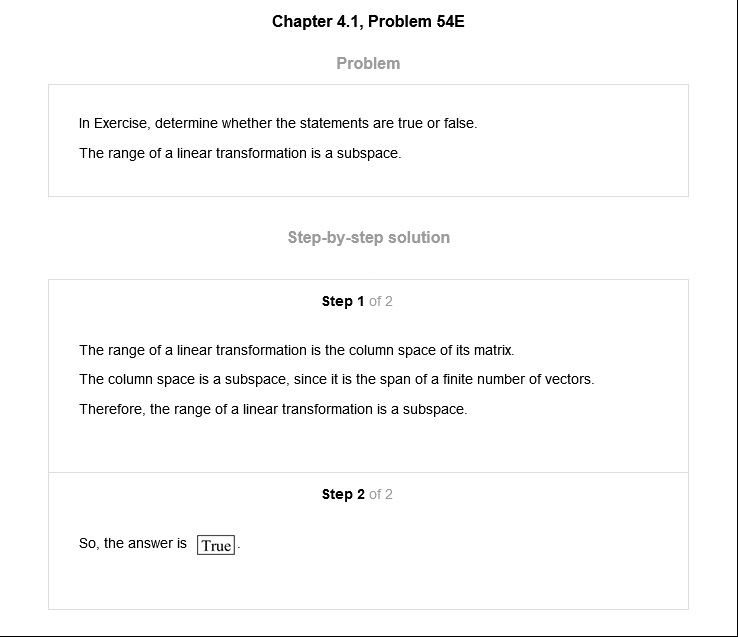 Chapter 4.1, Problem 54E
Problem
In Exercise, determine whether the statements are true or false.
The range of a linear transformation is a subspace.
Step-by-step solution
Step 1 of 2
The range of a linear transformation is the column space of its matrix.
The column space is a subspace, since it is the span of a finite number of vectors.
Therefore, the range of a linear transformation is a subspace.
Step 2 of 2
So, the answer is True.